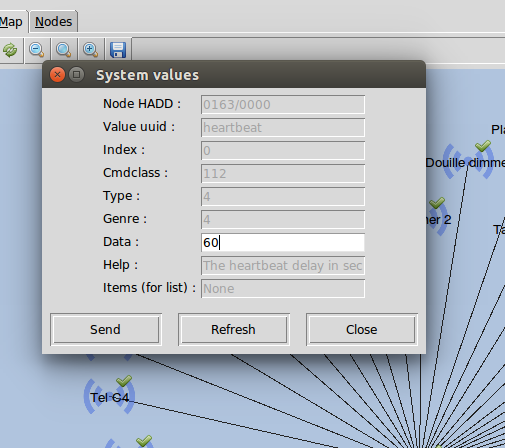 Map Nodes
System values
Node HADD : 0163/0000
Value uuid : heartbeat
Index : 0
Cmdclass : 112
Type : 4
Genre : 4
Data : 60
Help : The heartbeat delay in sec
Items (for list) : None
Send Refresh Close
Pla
Douille dimme
ner 2
Ta
Tel G4